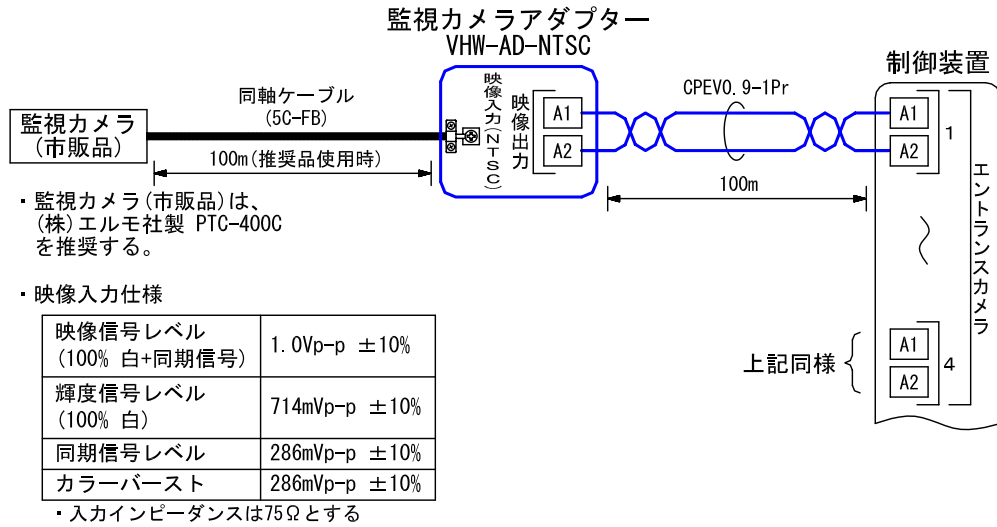 監視カメラアダプター
VHW-AD-NTSC
制御装置
監視カメラ
(市販品)
同軸ケーブル
(5C-FB)
100m(推奨品使用時)
映像入力(NTSC)
映像出力
A1
A2
CPEV0.9-1Pr
100m
A1
A2
1
エントランスカメラ
・監視カメラ(市販品)は、
(株)エルモ社製 PTC-400C
を推奨する。
上記同様
A1
A2
4
・映像入力仕様
映像信号レベル
(100% 白+同期信号)
1.0Vp-p ±10%
輝度信号レベル
(100% 白)
714mVp-p ±10%
同期信号レベル
286mVp-p ±10%
カラーバースト
286mVp-p ±10%
・入力インピーダンスは75Ωとする